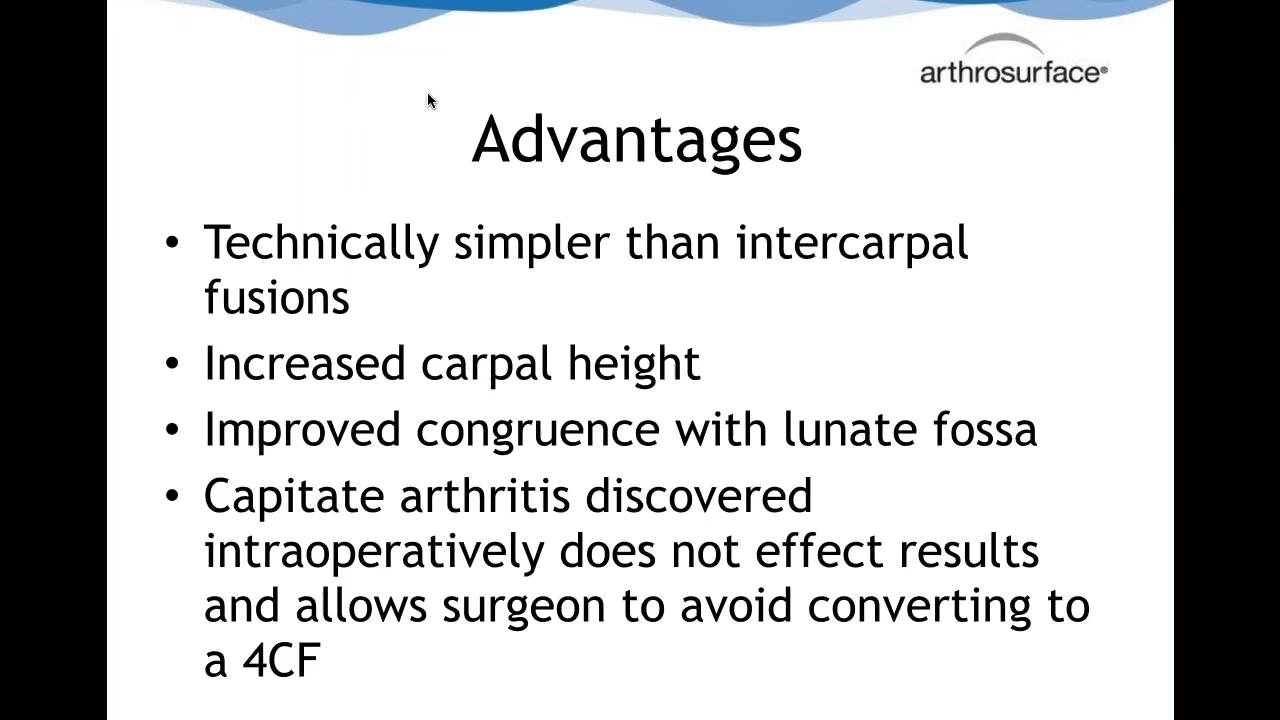 arthrosurface®
Advantages
• Technically simpler than intercarpal
fusions
• Increased carpal height
• Improved congruence with lunate fossa
• Capitate arthritis discovered
intraoperatively does not effect results
and allows surgeon to avoid converting to
a 4CF